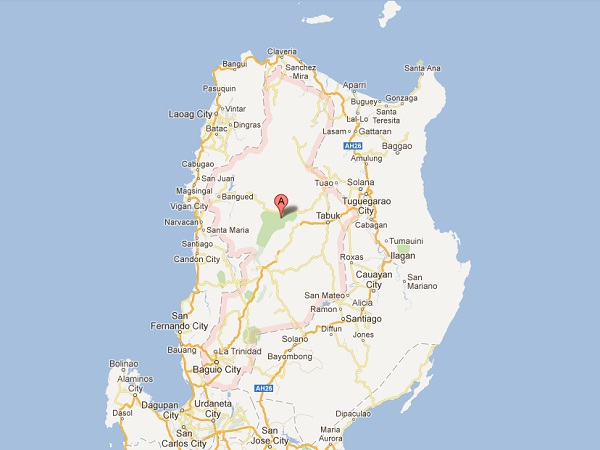 Claveria
Bangui
Sanchez
Mira
Santa Ana
Pasuquin
Aparri
Buguey
Gonzaga
Vintar
Laoag City
Lal-Lo
Santa
Teresita
Dingras
Batac
Lasam
Gattaran
AH26
Baggao
Cabugao
Amulung
San Juan
Magsingal
Tuao
Solana
Bangued
Vigan City
A
Tuguegarao
City
Narvacan
Tabuk
Cabagan
Santa Maria
Santiago
Tumauini
Candon City
Roxas
Ilagan
Cauayan
City
San
Mariano
San Mateo
Alicia
San
Fernando City
Ramon
Santiago
Diffun
Jones
Solano
Bauang
La Trinidad
Bayombong
Bolinao
Baguio City
Alaminos
City
AH26
Urdaneta
City
Dasol
Dagupan
City
Dipaculao
San
Carlos City
San
Jose City
Maria
Aurora